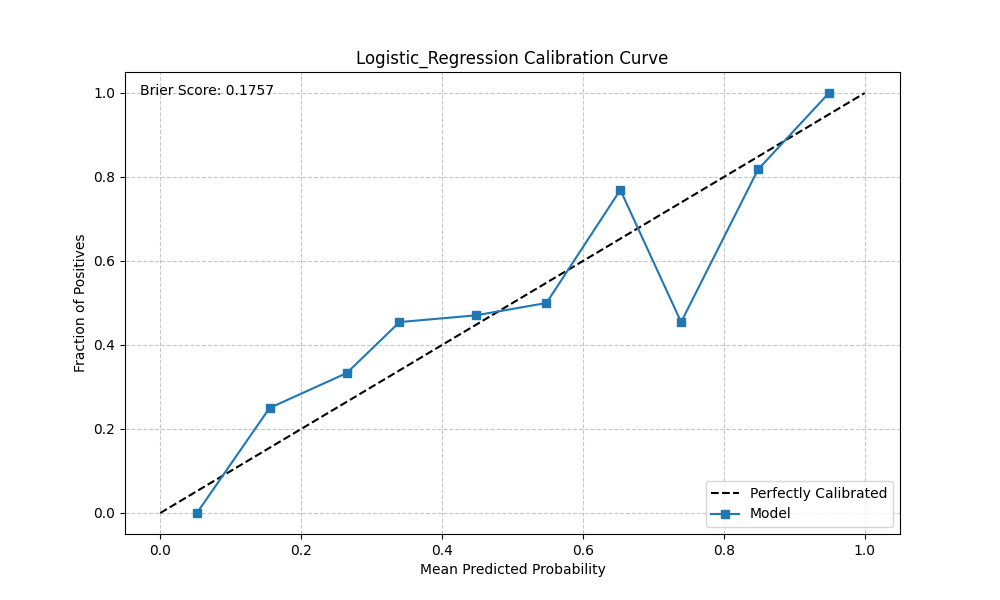 Logistic_Regression Calibration Curve
Brier Score: 0.1757
1.0
0.8
0.6
0.4
0.2
0.0
Fraction of Positives
Perfectly Calibrated
Model
0.0 0.2 0.4 0.6 0.8 1.0
Mean Predicted Probability